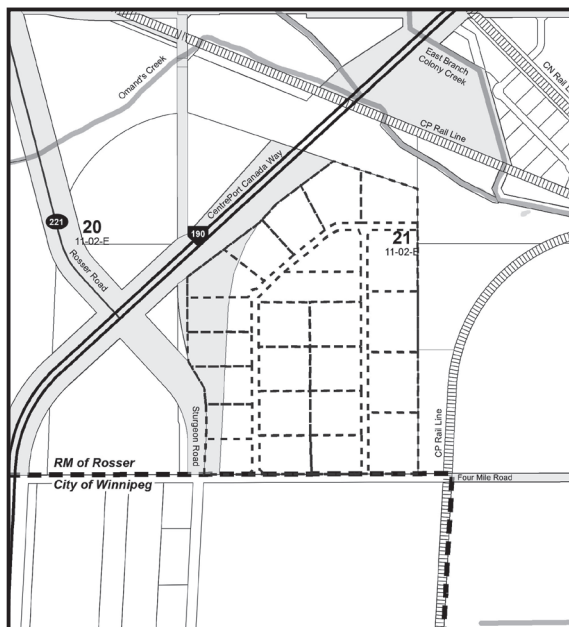 East Branch
Colony Creek
CN Rail L
Omand's Creek
CP Rail Line
CentrePort Canada Way
190
221
20
11-02-E
21
11-02-E
Rosser Road
Sturgeon Road
CP Rail Line
RM of Rosser
City of Winnipeg
Four Mile Road